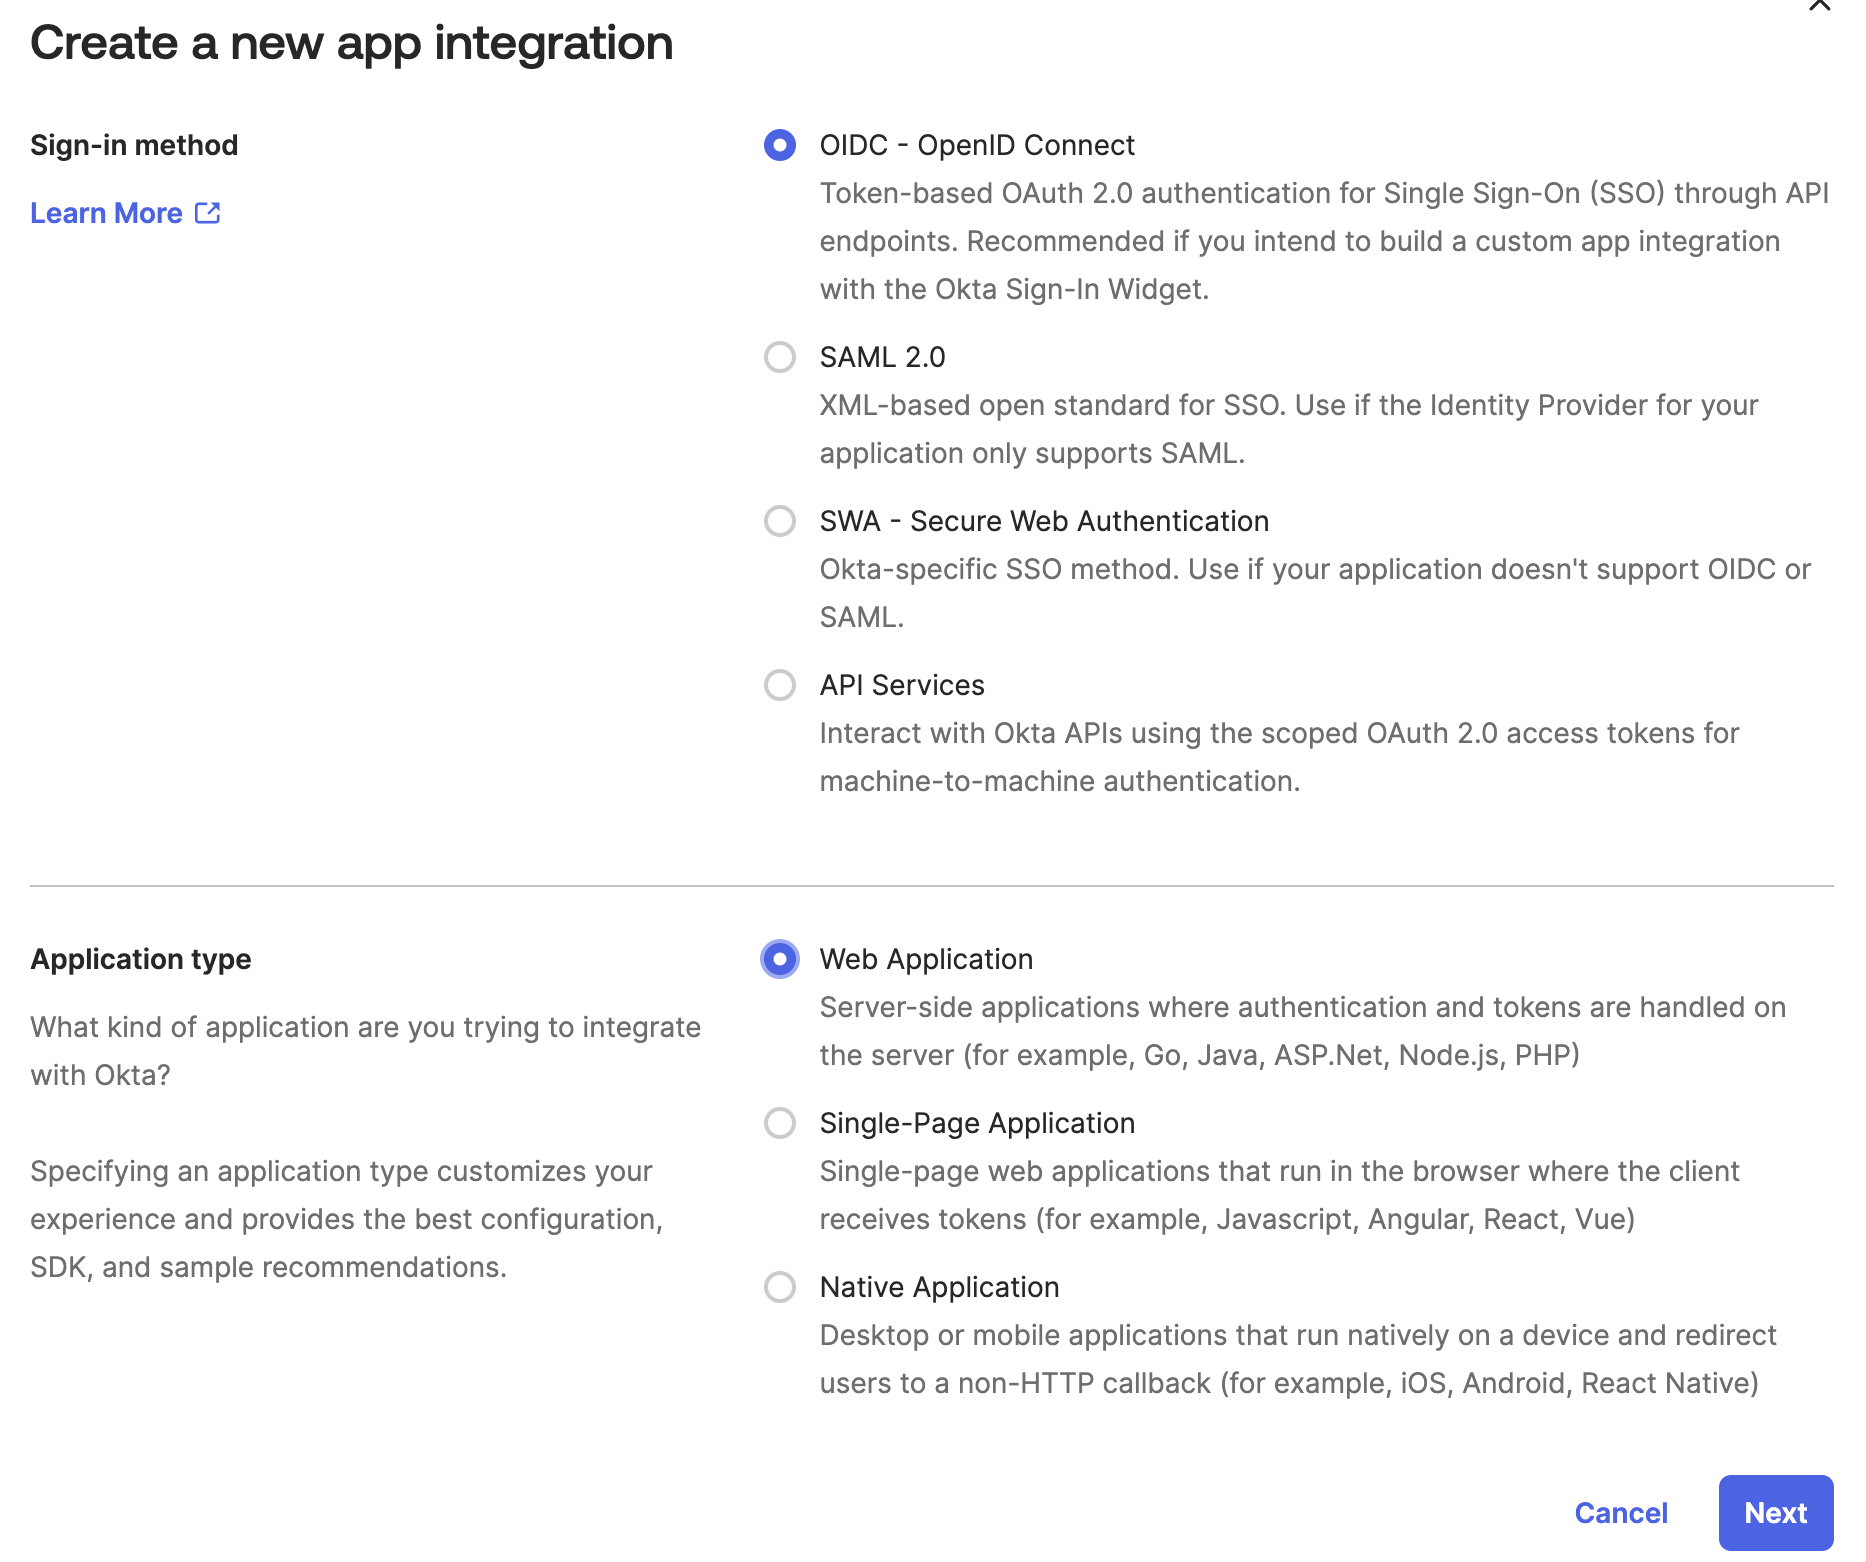 Create a new app integration
Sign-in method
Learn More
OIDC - OpenID Connect
Token-based OAuth 2.0 authentication for Single Sign-On (SSO) through API
endpoints. Recommended if you intend to build a custom app integration
with the Okta Sign-In Widget.
SAML 2.0
XML-based open standard for SSO. Use if the Identity Provider for your
application only supports SAML.
SWA - Secure Web Authentication
Okta-specific SSO method. Use if your application doesn't support OIDC or
SAML.
API Services
Interact with Okta APIs using the scoped OAuth 2.0 access tokens for
machine-to-machine authentication.
Application type
What kind of application are you trying to integrate
with Okta?
Specifying an application type customizes your
experience and provides the best configuration,
SDK, and sample recommendations.
Web Application
Server-side applications where authentication and tokens are handled on
the server (for example, Go, Java, ASP.Net, Node.js, PHP)
Single-Page Application
Single-page web applications that run in the browser where the client
receives tokens (for example, Javascript, Angular, React, Vue)
Native Application
Desktop or mobile applications that run natively on a device and redirect
users to a non-HTTP callback (for example, iOS, Android, React Native)
Cancel
Next